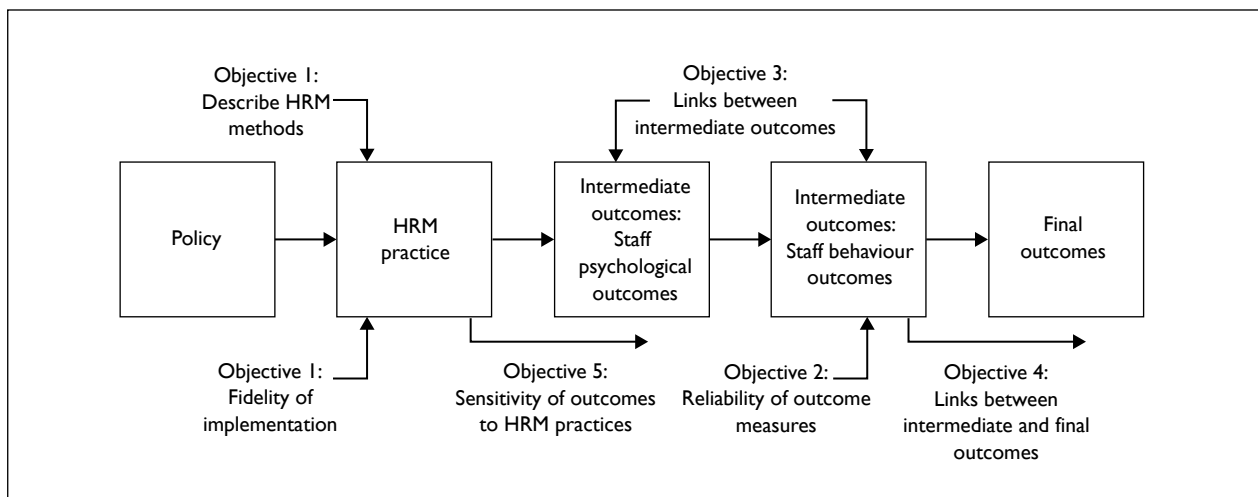 Objective 1:
Describe HRM
methods
Objective 3:
Links between
intermediate outcomes
Policy
HRM
practice
Intermediate
outcomes:
Staff
psychological
outcomes
Intermediate
outcomes:
Staff behaviour
outcomes
Final
outcomes
Objective 1:
Fidelity of
implementation
Objective 5:
Sensitivity of outcomes
to HRM practices
Objective 2:
Reliability of outcome
measures
Objective 4:
Links between
intermediate and final
outcomes